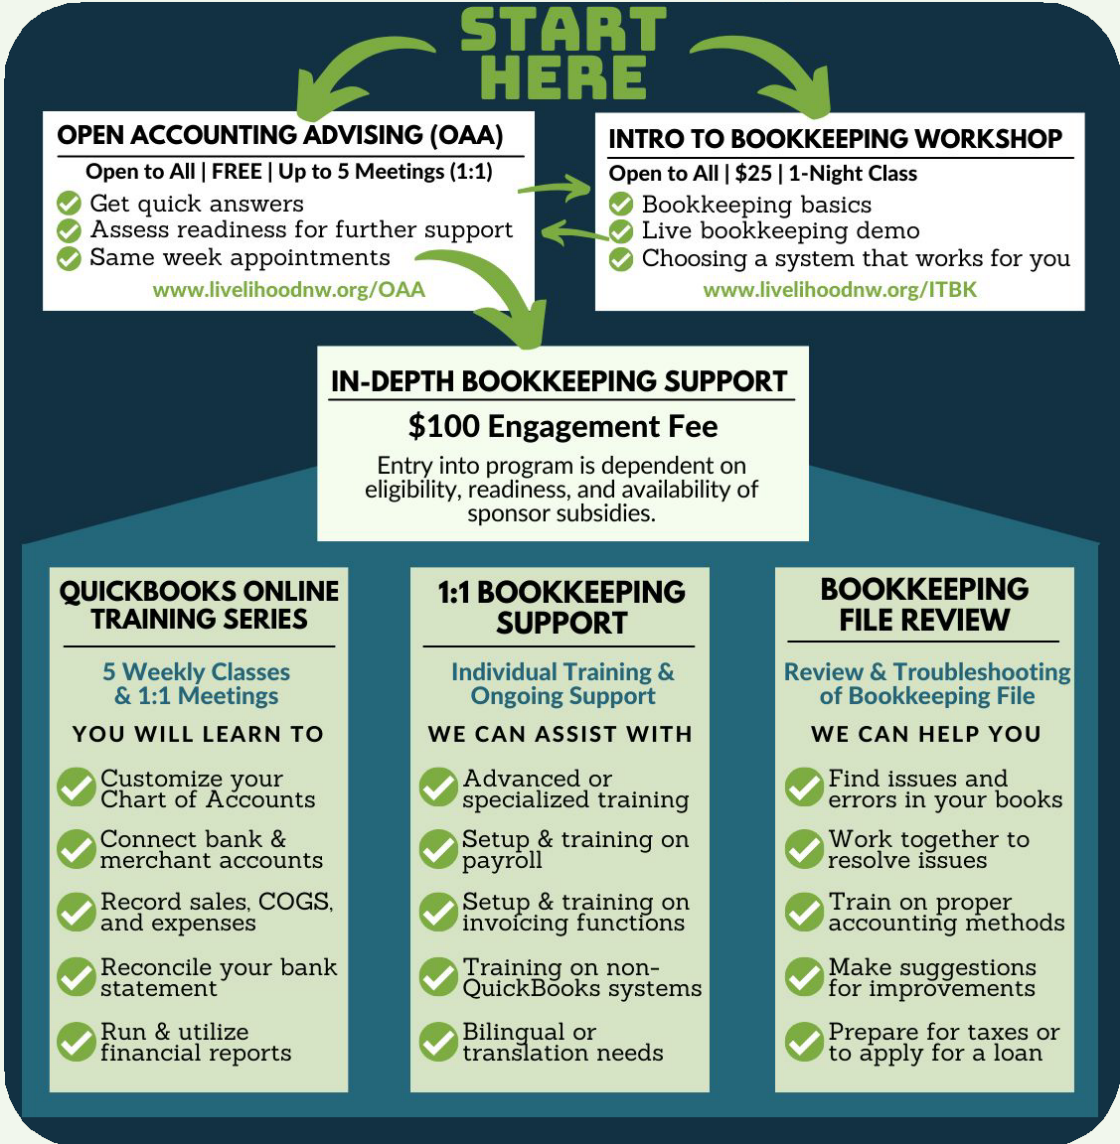 START
HERE
OPEN ACCOUNTING ADVISING (OAA)
Open to All | FREE | Up to 5 Meetings (1:1)
Get quick answers
Assess readiness for further support
Same week appointments
www.livelihoodnw.org/OAA
INTRO TO BOOKKEEPING WORKSHOP
Open to All | $25 | 1-Night Class
Bookkeeping basics
Live bookkeeping demo
Choosing a system that works for you
www.livelihoodnw.org/ITBK
IN-DEPTH BOOKKEEPING SUPPORT
$100 Engagement Fee
Entry into program is dependent on
eligibility, readiness, and availability of
sponsor subsidies.
QUICKBOOKS ONLINE
TRAINING SERIES
5 Weekly Classes
& 1:1 Meetings
YOU WILL LEARN TO
Customize your
Chart of Accounts
Connect bank &
merchant accounts
Record sales, COGS,
and expenses
Reconcile your bank
statement
Run & utilize
financial reports
1:1 BOOKKEEPING
SUPPORT
Individual Training &
Ongoing Support
WE CAN ASSIST WITH
Advanced or
specialized training
Setup & training on
payroll
Setup & training on
invoicing functions
Training on non-
QuickBooks systems
Bilingual or
translation needs
BOOKKEEPING
FILE REVIEW
Review & Troubleshooting
of Bookkeeping File
WE CAN HELP YOU
Find issues and
errors in your books
Work together to
resolve issues
Train on proper
accounting methods
Make suggestions
for improvements
Prepare for taxes or
to apply for a loan